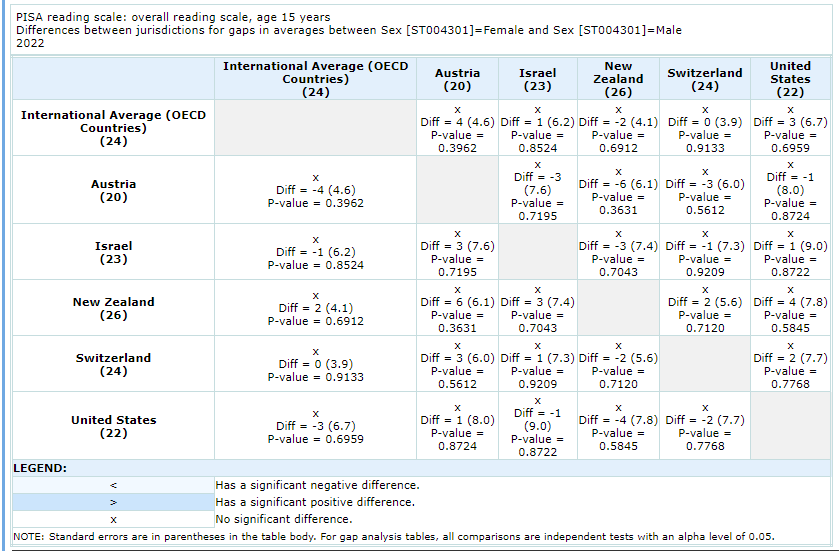 PISA reading scale: overall reading scale, age 15 years
Differences between jurisdictions for gaps in averages between Sex [ST004301]=Female and Sex [ST004301]=Male
2022
International Average (OECD
Countries)
(24)
Austria
(20)
Israel
(23)
New
Zealand
(26)
Switzerland
(24)
United
States
(22)
International Average (OECD
Countries)
(24)
x
Diff = 4 (4.6)
P-value =
0.3962
x
Diff = 1 (6.2)
P-value =
0.8524
x
Diff = -2 (4.1)
P-value =
0.6912
x
Diff = 0 (3.9)
P-value =
0.9133
x
Diff = 3 (6.7)
P-value =
0.6959
Austria
(20)
x
Diff = -4 (4.6)
P-value = 0.3962
x
Diff = -3
(7.6)
P-value =
0.7195
x
Diff = -6 (6.1)
P-value =
0.3631
x
Diff = -3 (6.0)
P-value =
0.5612
x
Diff = -1
(8.0)
P-value =
0.8724
Israel
(23)
x
Diff = -1 (6.2)
P-value = 0.8524
x
Diff = 3 (7.6)
P-value =
0.7195
x
Diff = -3 (7.4)
P-value =
0.7043
x
Diff = -1 (7.3)
P-value =
0.9209
x
Diff = 1 (9.0)
P-value =
0.8722
New Zealand
(26)
x
Diff = 2 (4.1)
P-value = 0.6912
x
Diff = 6 (6.1)
P-value =
0.3631
x
Diff = 3 (7.4)
P-value =
0.7043
x
Diff = 2 (5.6)
P-value =
0.7120
x
Diff = 4 (7.8)
P-value =
0.5845
Switzerland
(24)
x
Diff = 0 (3.9)
P-value = 0.9133
x
Diff = 3 (6.0)
P-value =
0.5612
x
Diff = 1 (7.3)
P-value =
0.9209
x
Diff = -2 (5.6)
P-value =
0.7120
x
Diff = 2 (7.7)
P-value =
0.7768
United States
(22)
x
Diff = -3 (6.7)
P-value = 0.6959
x
Diff = 1 (8.0)
P-value =
0.8724
x
Diff = -1
(9.0)
P-value =
0.8722
x
Diff = -4 (7.8)
P-value =
0.5845
x
Diff = -2 (7.7)
P-value =
0.7768
LEGEND:
< Has a significant negative difference.
> Has a significant positive difference.
x No significant difference.
NOTE: Standard errors are in parentheses in the table body. For gap analysis tables, all comparisons are independent tests with an alpha level of 0.05.